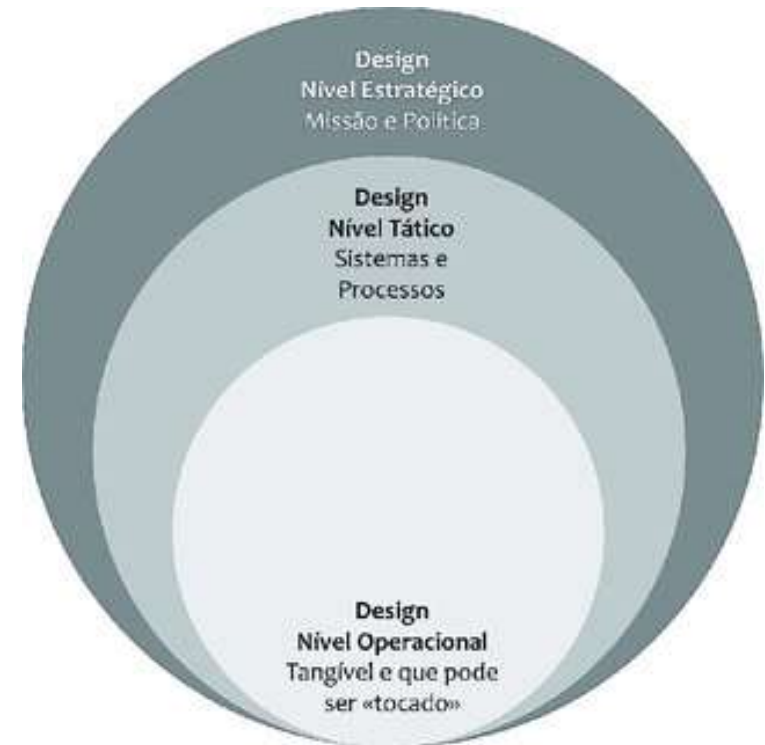 Design
Nível Estratégico
Missão e Política
Design
Nível Tático
Sistemas e
Processos
Design
Nível Operacional
Tangível e que pode
ser «tocado»